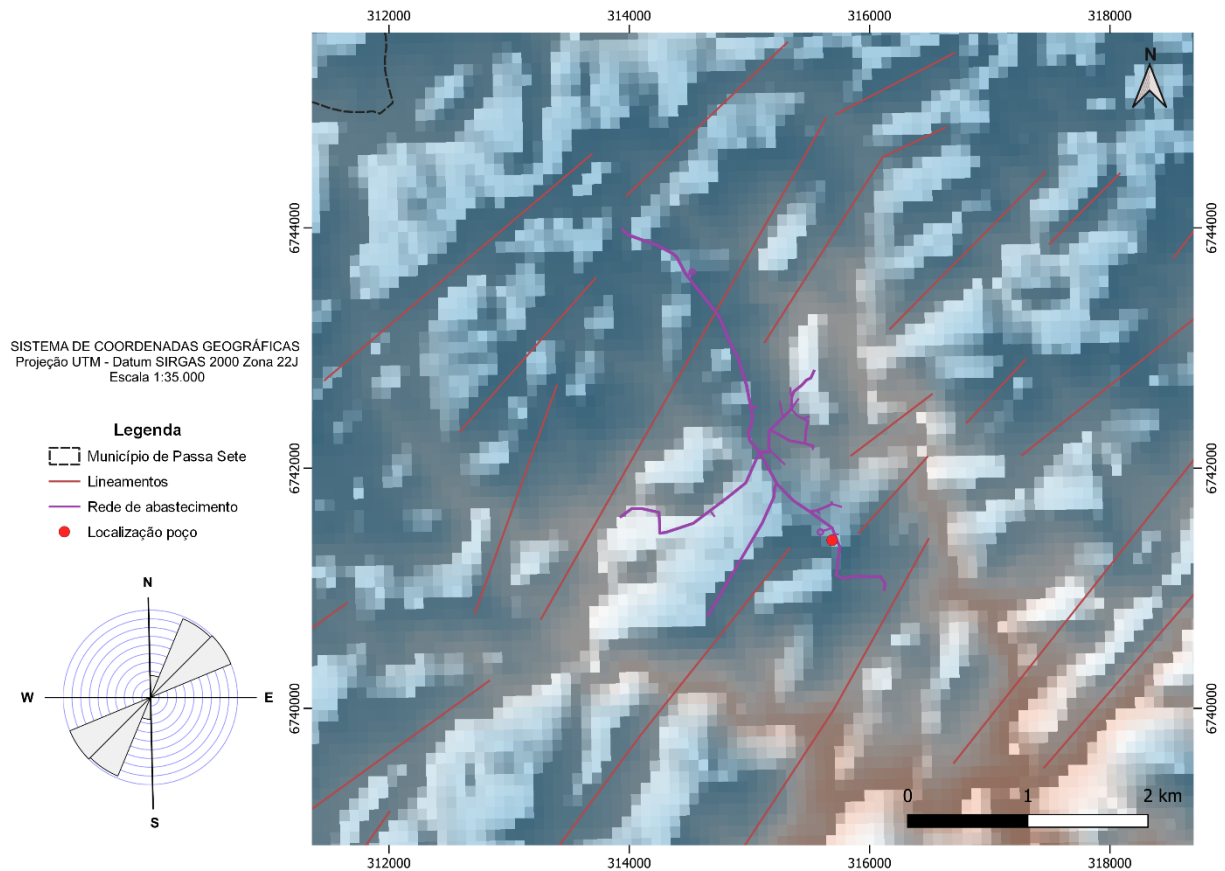 312000 314000 316000 318000
N
6744000 6744000
SISTEMA DE COORDENADAS GEOGRÁFICAS
Projeção UTM - Datum SIRGAS 2000 Zona 22J
Escala 1:35.000
Legenda
Município de Passa Sete
Lineamentos
Rede de abastecimento
Localização poço
6742000 6742000
N
W E
S
6740000 6740000
0 1 2 km
312000 314000 316000 318000